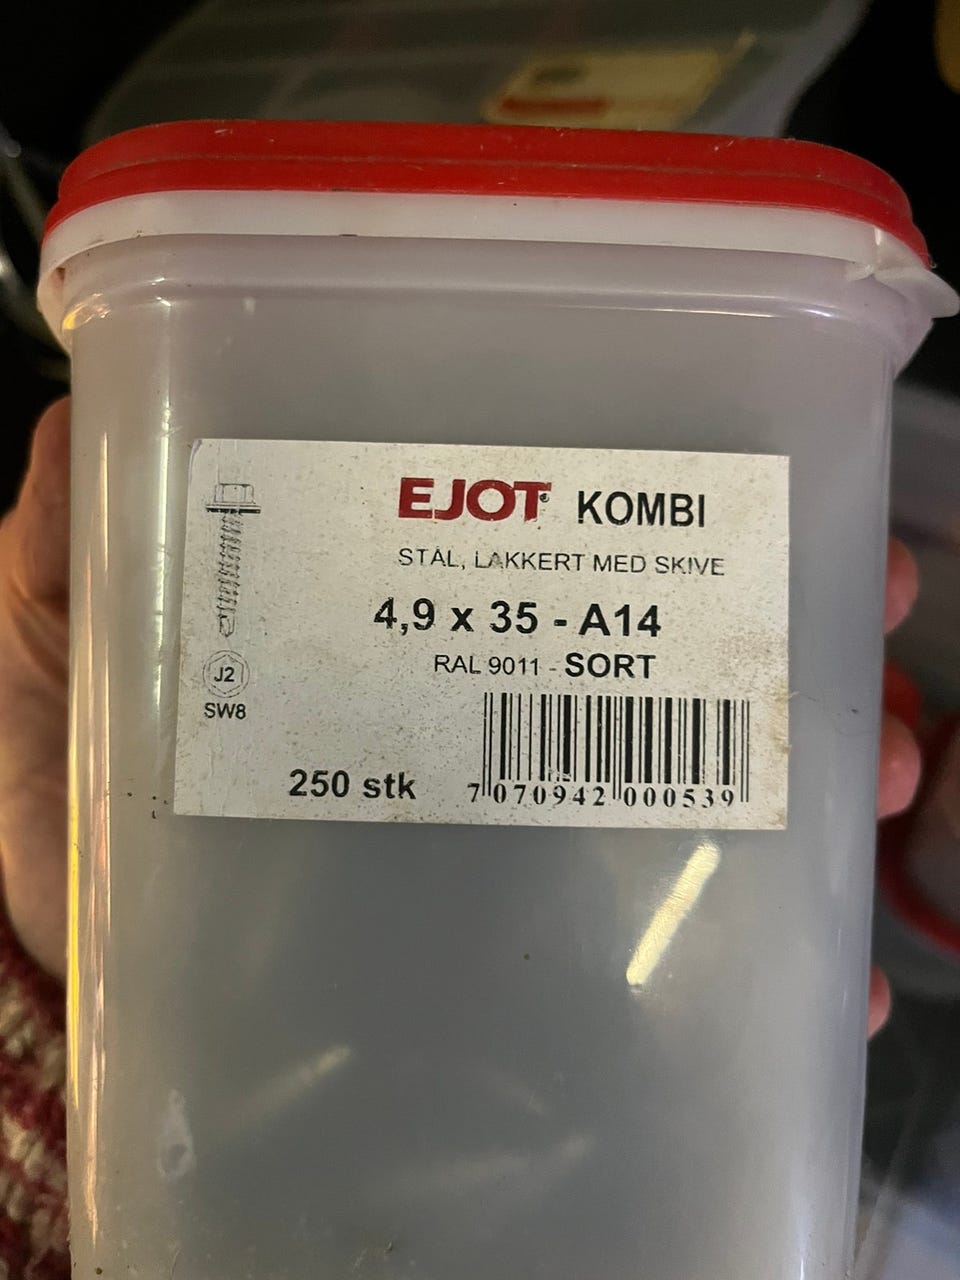 EJOT® KOMBI
STÅL, LAKKERT MED SKIVE
4,9 x 35 - A14
RAL 9011 - SORT
J2
SW8
250 stk
7 070942 000539